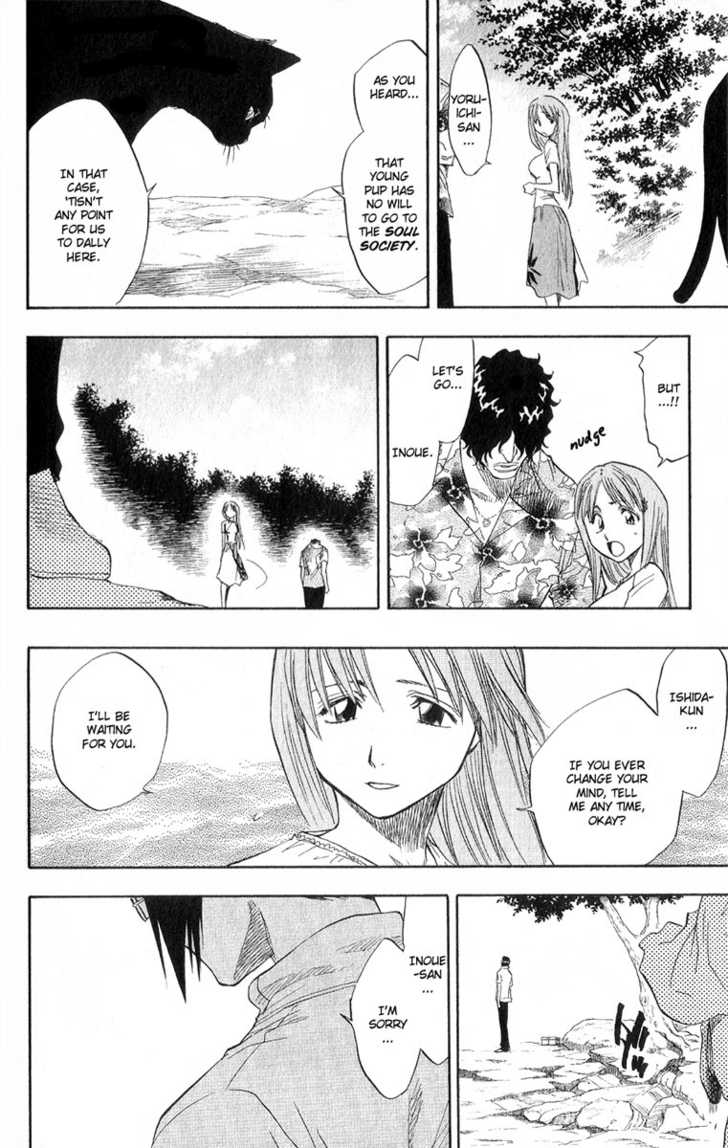 YORU-
ICHI-
SAN
...
AS YOU
HEARD...
THAT
YOUNG
PUP HAS
NO WILL
TO GO TO
THE SOUL
SOCIETY.
IN THAT
CASE,
'TISN'T
ANY POINT
FOR US
TO DALLY
HERE.
BUT
...!!
nudge
LET'S
GO...
INOUE.
ISHIDA-
KUN
...
IF YOU EVER
CHANGE YOUR
MIND, TELL
ME ANY TIME,
OKAY?
I'LL BE
WAITING
FOR YOU.
INOUE
-SAN
...
I'M
SORRY
...